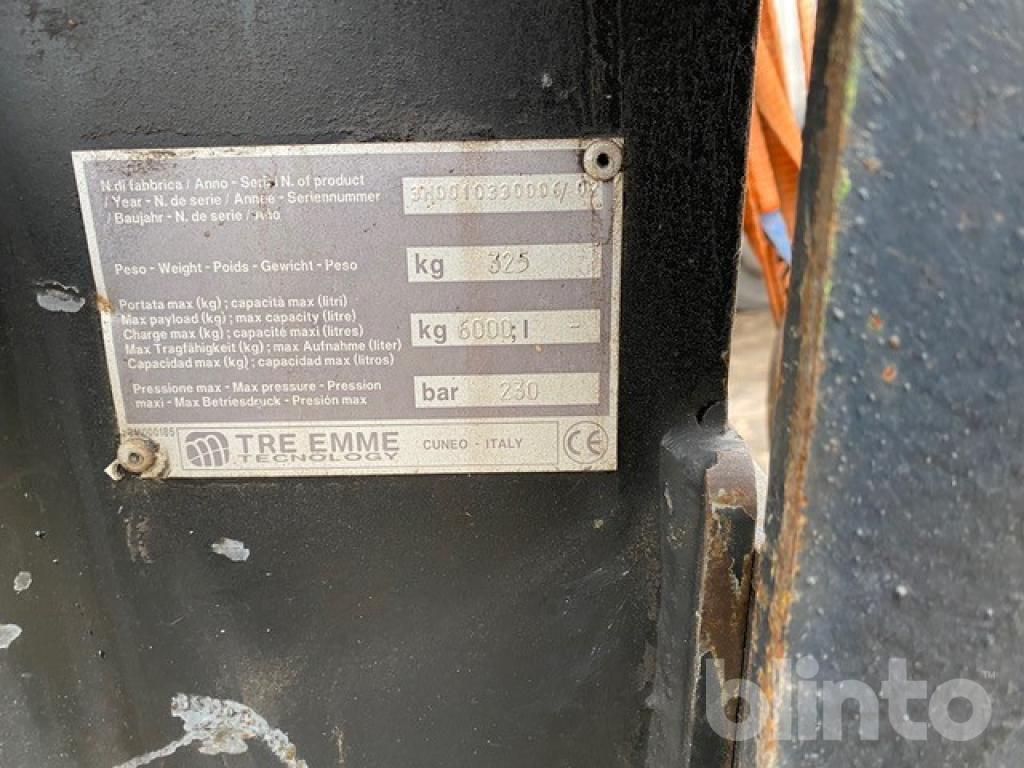 N.di fabbrica / Anno - Serie N. of product
/ Year - N. de serie / Année - Seriennummer
/ Baujahr - N. de serie / Año
Peso - Weight - Poids - Gewicht - Peso
kg 325
Portata max (kg) ; capacità max (litri)
Max payload (kg) ; max capacity (litre)
Charge max (kg) ; capacité maxi (litres)
Max Tragfähigkeit (kg) ; max Aufnahme (liter)
Capacidad max (kg) ; capacidad max (litros)
kg 6000 ; l -
Pressione max - Max pressure - Pression
maxi - Max Betriesdruck - Presión max
bar 230
TRE EMME
TECNOLOGY
CUNEO - ITALY
CE
blinto™